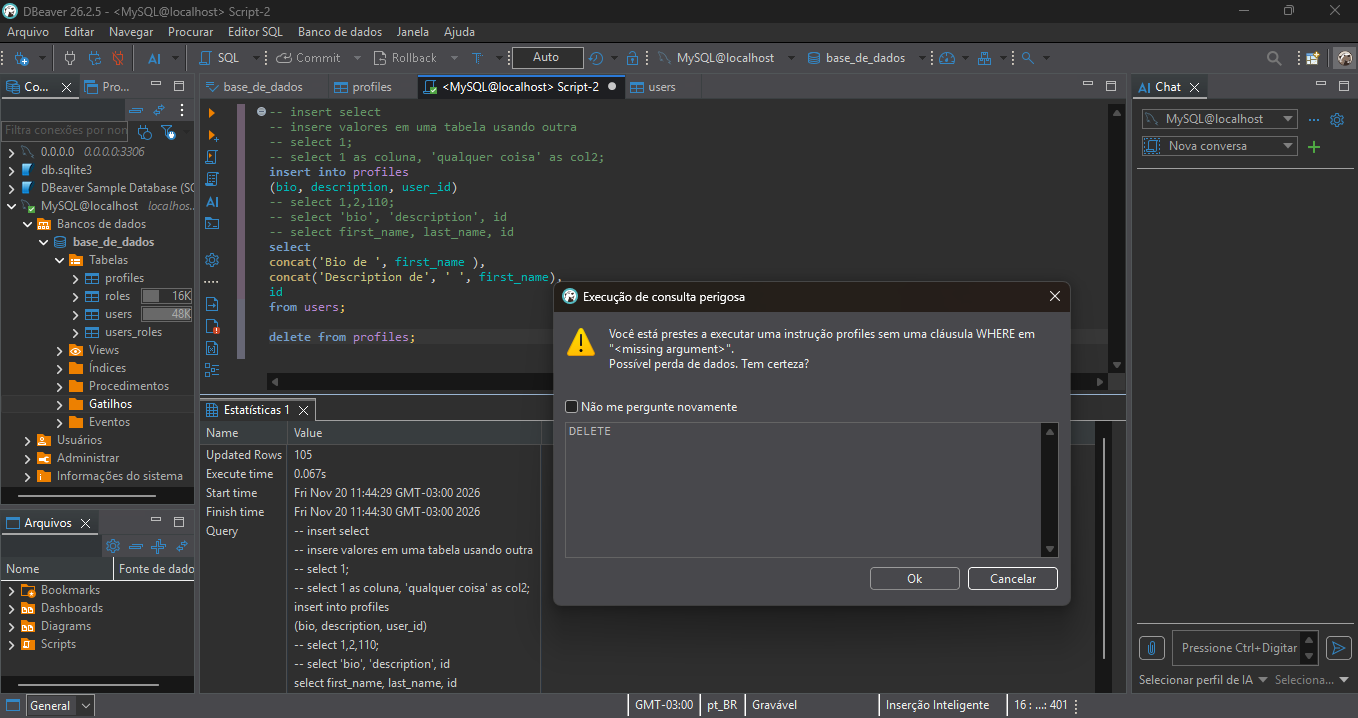 DBeaver 26.2.5 - <MySQL@localhost> Script-2
Arquivo Editar Navegar Procurar Editor SQL Banco de dados Janela Ajuda
AI SQL Commit Rollback T Auto MySQL@localhost base_de_dados
Co... Pro...
Filtra conexões por nom
0.0.0.0 0.0.0.0:3306
db.sqlite3
DBeaver Sample Database (SQ
MySQL@localhost localhos...
Bancos de dados
base_de_dados
Tabelas
profiles
roles 16K
users 48K
users_roles
Views
Índices
Procedimentos
Gatilhos
Eventos
Usuários
Administrar
Informações do sistema
Arquivos
Nome Fonte de dado
Bookmarks
Dashboards
Diagrams
Scripts
base_de_dados profiles <MySQL@localhost> Script-2 users
AI
-- insert select
-- insere valores em uma tabela usando outra
-- select 1;
-- select 1 as coluna, 'qualquer coisa' as col2;
insert into profiles
(bio, description, user_id)
-- select 1,2,110;
-- select 'bio', 'description', id
-- select first_name, last_name, id
select
concat('Bio de ', first_name ),
concat('Description de', ' ', first_name),
id
from users;
delete from profiles;
Estatísticas 1
Name Value
Updated Rows 105
Execute time 0.067s
Start time Fri Nov 20 11:44:29 GMT-03:00 2026
Finish time Fri Nov 20 11:44:30 GMT-03:00 2026
Query -- insert select
-- insere valores em uma tabela usando outra
-- select 1;
-- select 1 as coluna, 'qualquer coisa' as col2;
insert into profiles
(bio, description, user_id)
-- select 1,2,110;
-- select 'bio', 'description', id
select first_name, last_name, id
Execução de consulta perigosa
Você está prestes a executar uma instrução profiles sem uma cláusula WHERE em
"<missing argument>".
Possível perda de dados. Tem certeza?
Não me pergunte novamente
DELETE
Ok Cancelar
AI Chat
MySQL@localhost
Nova conversa
Pressione Ctrl+Digitar
Selecionar perfil de IA Seleciona...
General GMT-03:00 pt_BR Gravável Inserção Inteligente 16 : ...: 401